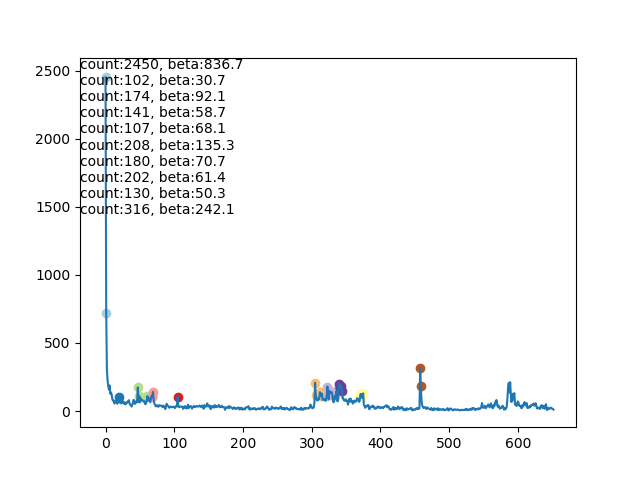 count:2450, beta:836.7
count:102, beta:30.7
count:174, beta:92.1
count:141, beta:58.7
count:107, beta:68.1
count:208, beta:135.3
count:180, beta:70.7
count:202, beta:61.4
count:130, beta:50.3
count:316, beta:242.1
2500
2000
1500
1000
500
0
0 100 200 300 400 500 600